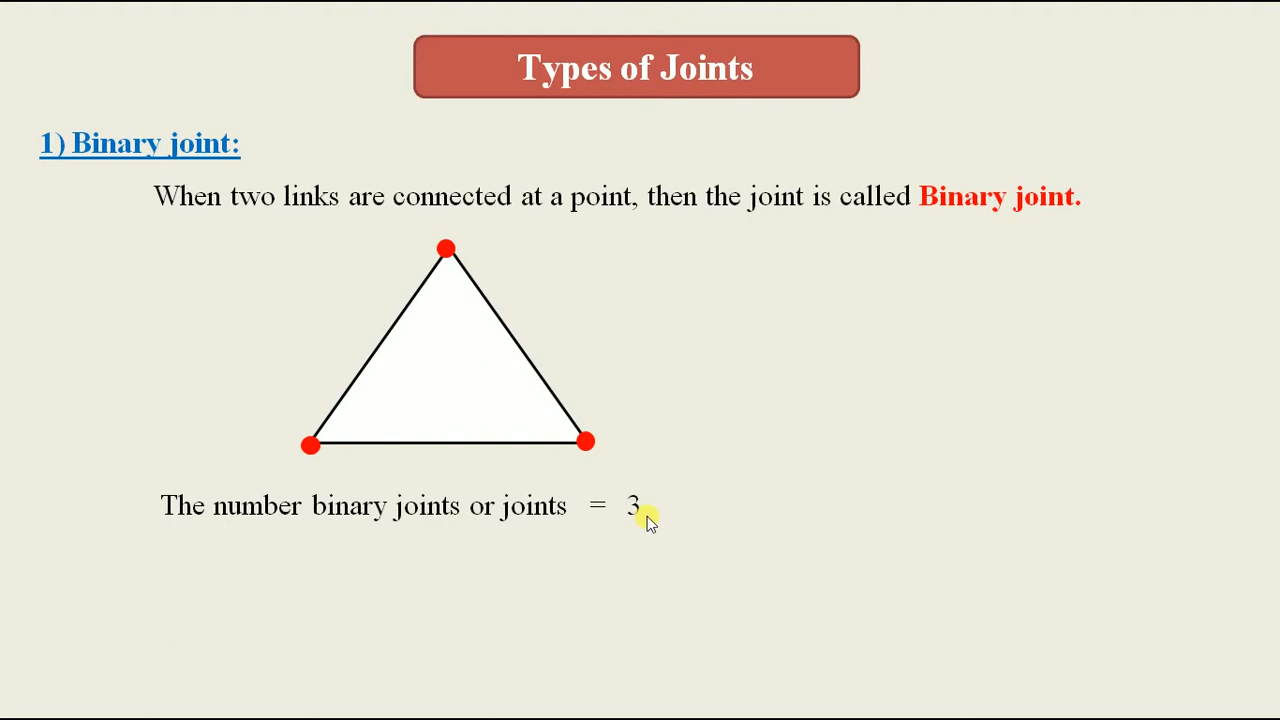 Types of Joints
1) Binary joint:
When two links are connected at a point, then the joint is called Binary joint.
The number binary joints or joints = 3